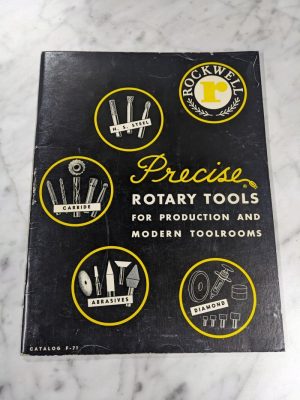 ROCKWELL
r
H. S. STEEL
Precise®
ROTARY TOOLS
FOR PRODUCTION AND
MODERN TOOLROOMS
CARBIDE
ABRASIVES
DIAMOND
CATALOG F-71